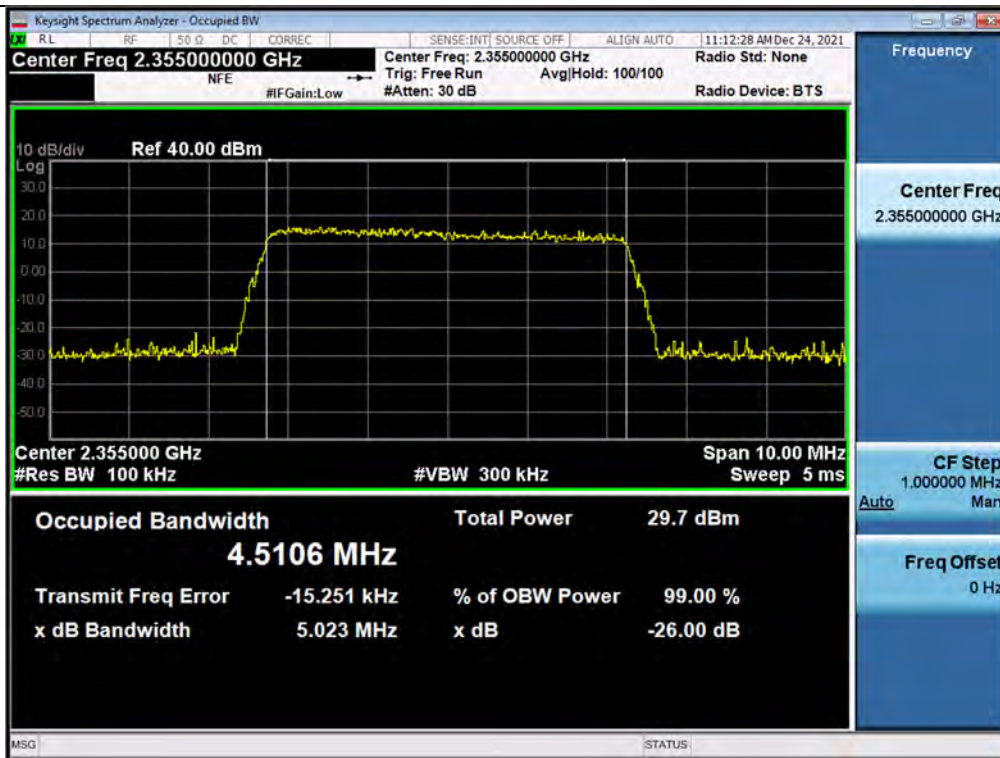 Keysight Spectrum Analyzer - Occupied BW
LXI RL RF 50 Ω DC CORREC SENSE:INT SOURCE OFF ALIGN AUTO 11:12:28 AM Dec 24, 2021
Center Freq 2.355000000 GHz
NFE
#IFGain:Low
Center Freq: 2.355000000 GHz
Trig: Free Run Avg|Hold: 100/100
#Atten: 30 dB
Radio Std: None
Radio Device: BTS
Frequency
10 dB/div Ref 40.00 dBm
Log
30.0
20.0
10.0
0.00
-10.0
-20.0
-30.0
-40.0
-50.0
Center 2.355000 GHz Span 10.00 MHz
#Res BW 100 kHz #VBW 300 kHz Sweep 5 ms
Occupied Bandwidth Total Power 29.7 dBm
4.5106 MHz
Transmit Freq Error -15.251 kHz % of OBW Power 99.00 %
x dB Bandwidth 5.023 MHz x dB -26.00 dB
Center Freq
2.355000000 GHz
CF Step
1.000000 MHz
Auto Man
Freq Offset
0 Hz
MSG STATUS